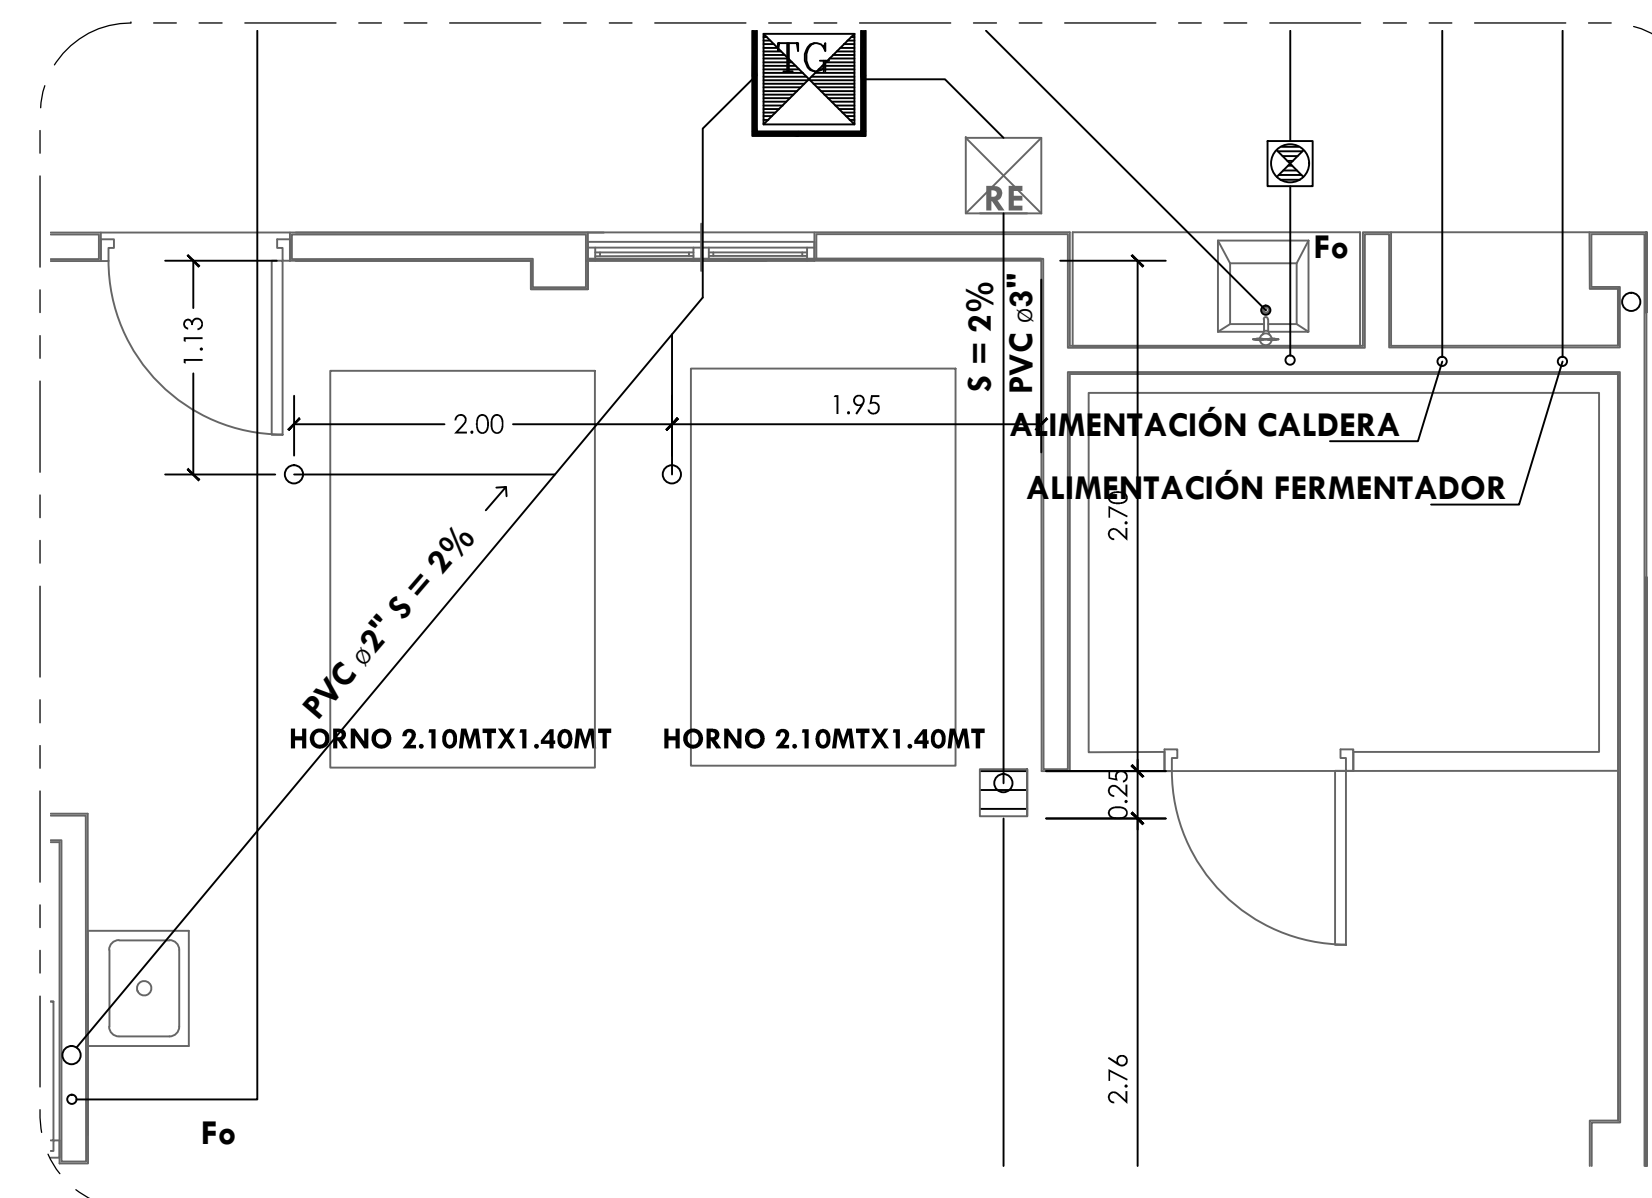 TG
RE
Fo
S = 2%
PVC ø3"
1.13
2.00
1.95
ALIMENTACIÓN CALDERA
ALIMENTACIÓN FERMENTADOR
2.70
PVC ø2" S = 2%
HORNO 2.10MTX1.40MT
HORNO 2.10MTX1.40MT
0.25
2.76
Fo